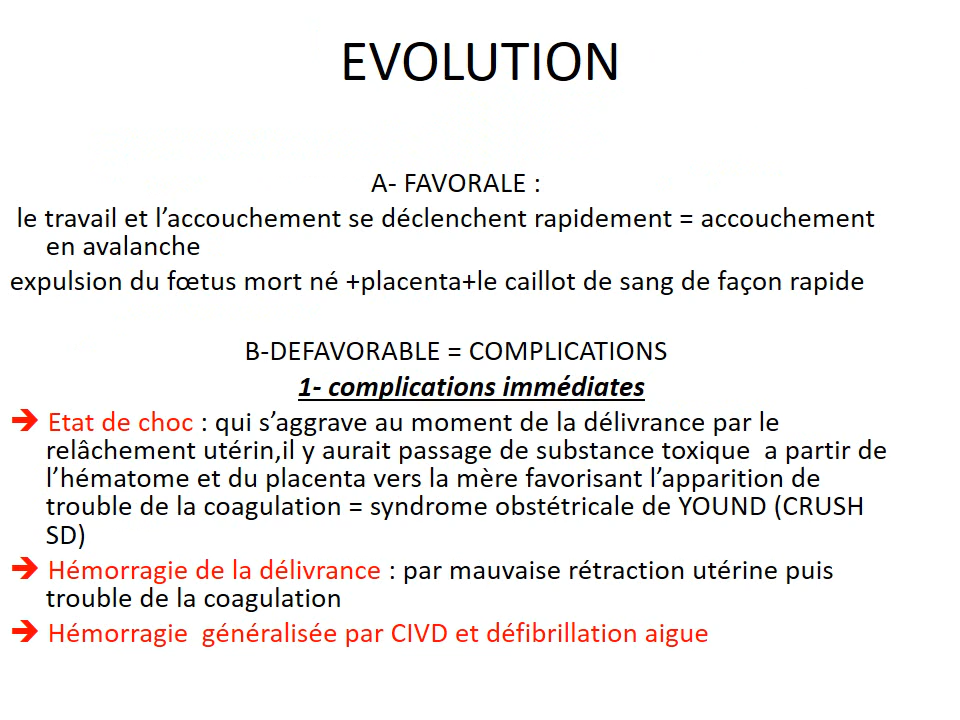 EVOLUTION
A- FAVORALE :
le travail et l’accouchement se déclenchent rapidement = accouchement
en avalanche
expulsion du fœtus mort né +placenta+le caillot de sang de façon rapide
B-DEFAVORABLE = COMPLICATIONS
1- complications immédiates
➔ Etat de choc : qui s’aggrave au moment de la délivrance par le
relâchement utérin,il y aurait passage de substance toxique a partir de
l’hématome et du placenta vers la mère favorisant l’apparition de
trouble de la coagulation = syndrome obstétricale de YOUND (CRUSH
SD)
➔ Hémorragie de la délivrance : par mauvaise rétraction utérine puis
trouble de la coagulation
➔ Hémorragie généralisée par CIVD et défibrillation aigue